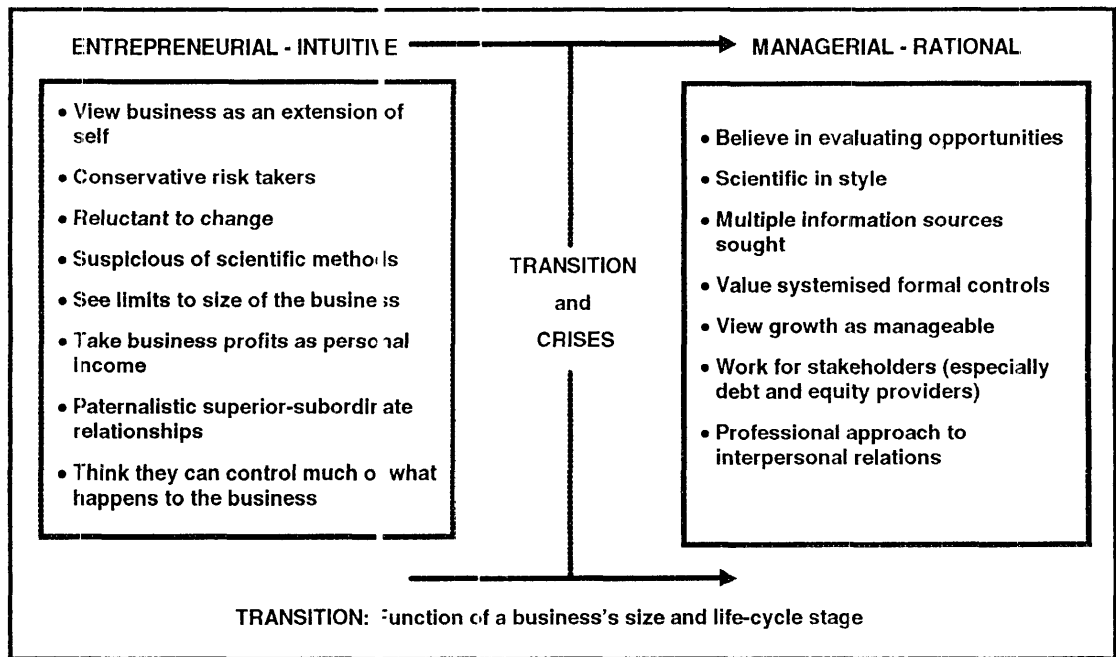 ENTREPRENEURIAL - INTUITIVE
MANAGERIAL - RATIONAL
• View business as an extension of
self
• Conservative risk takers
• Reluctant to change
• Suspicious of scientific methods
• See limits to size of the business
• Take business profits as personal
Income
• Paternalistic superior-subordinate
relationships
• Think they can control much of what
happens to the business
TRANSITION
and
CRISES
• Believe in evaluating opportunities
• Scientific in style
• Multiple information sources
sought
• Value systemised formal controls
• View growth as manageable
• Work for stakeholders (especially
debt and equity providers)
• Professional approach to
interpersonal relations
TRANSITION: Function of a business's size and life-cycle stage